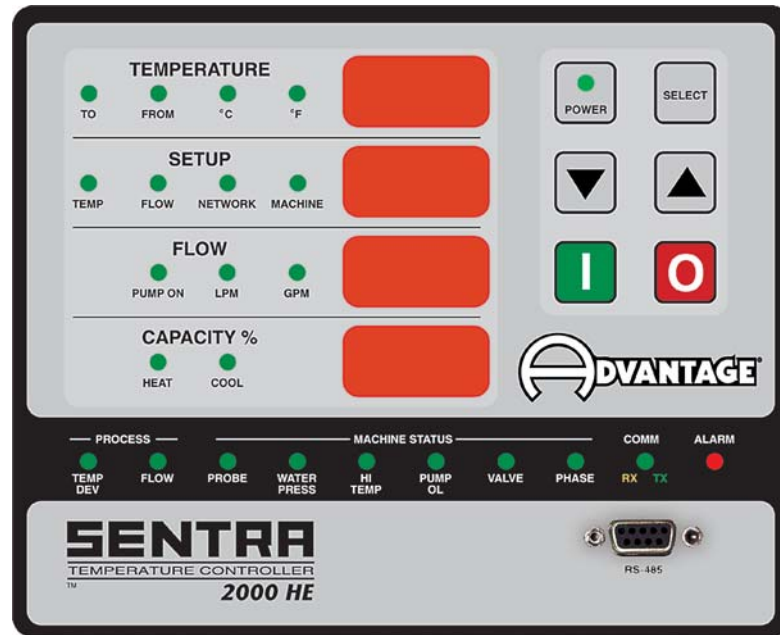 TEMPERATURE
TO FROM °C °F
SETUP
TEMP FLOW NETWORK MACHINE
FLOW
PUMP ON LPM GPM
CAPACITY %
HEAT COOL
POWER SELECT
I O
ADVANTAGE®
PROCESS MACHINE STATUS COMM ALARM
TEMP DEV FLOW PROBE WATER PRESS HI TEMP PUMP OL VALVE PHASE RX TX
SENTRA
TEMPERATURE CONTROLLER
™ 2000 HE
RS-485